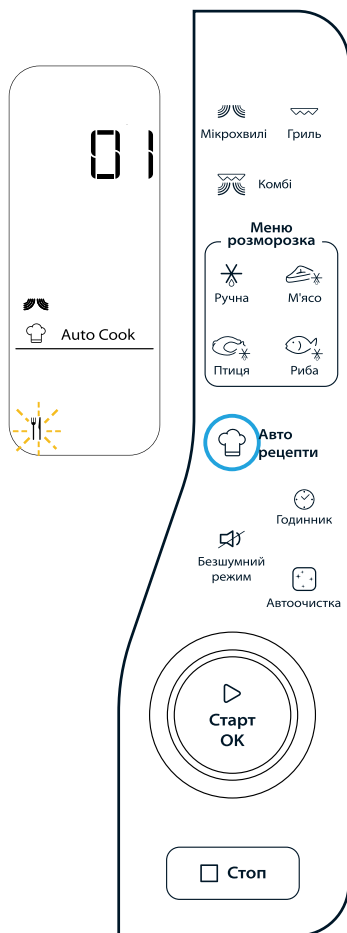 01
Auto Cook
Мікрохвилі
Гриль
Комбі
Меню
розморозка
Ручна
М'ясо
Птиця
Риба
Авто
рецепти
Годинник
Безшумний
режим
Автоочистка
Старт
ОК
Стоп